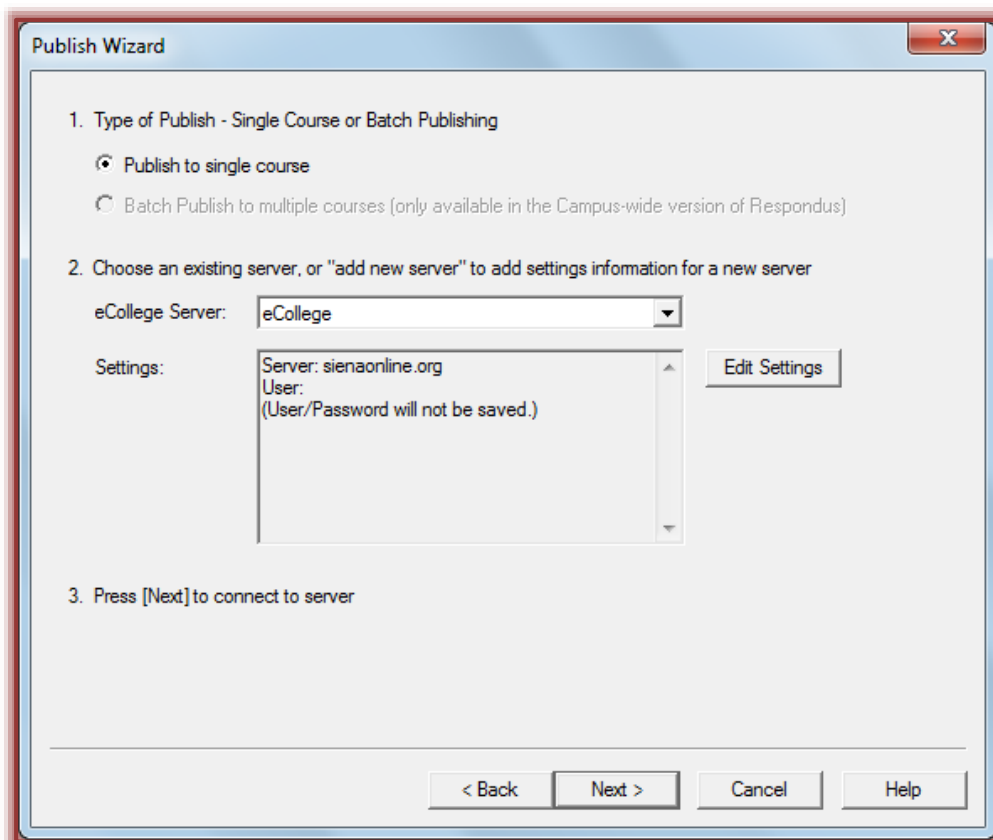 Publish Wizard
1. Type of Publish - Single Course or Batch Publishing
Publish to single course
Batch Publish to multiple courses (only available in the Campus-wide version of Respondus)
2. Choose an existing server, or "add new server" to add settings information for a new server
eCollege Server: eCollege
Settings: Server: sienaonline.org Edit Settings
User:
(User/Password will not be saved.)
3. Press [Next] to connect to server
< Back Next > Cancel Help